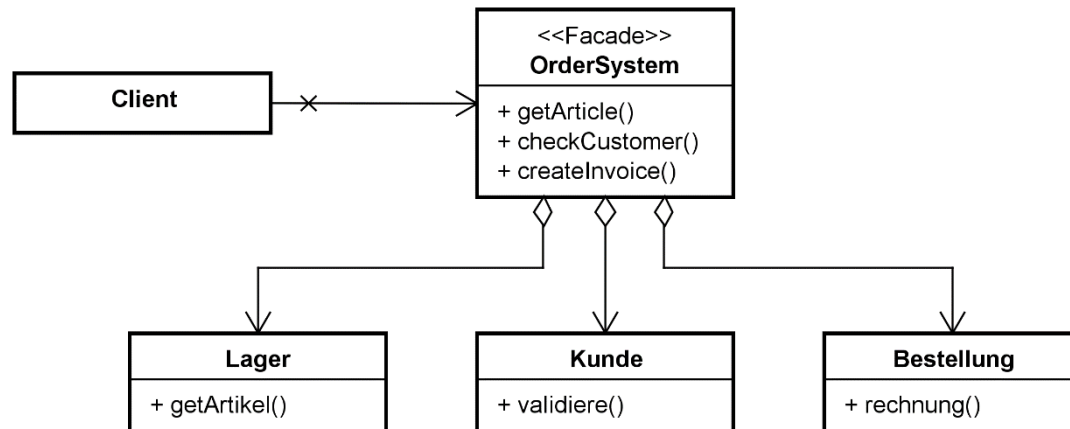 Client
<<Facade>>
OrderSystem
+ getArticle()
+ checkCustomer()
+ createInvoice()
Lager
+ getArtikel()
Kunde
+ validiere()
Bestellung
+ rechnung()